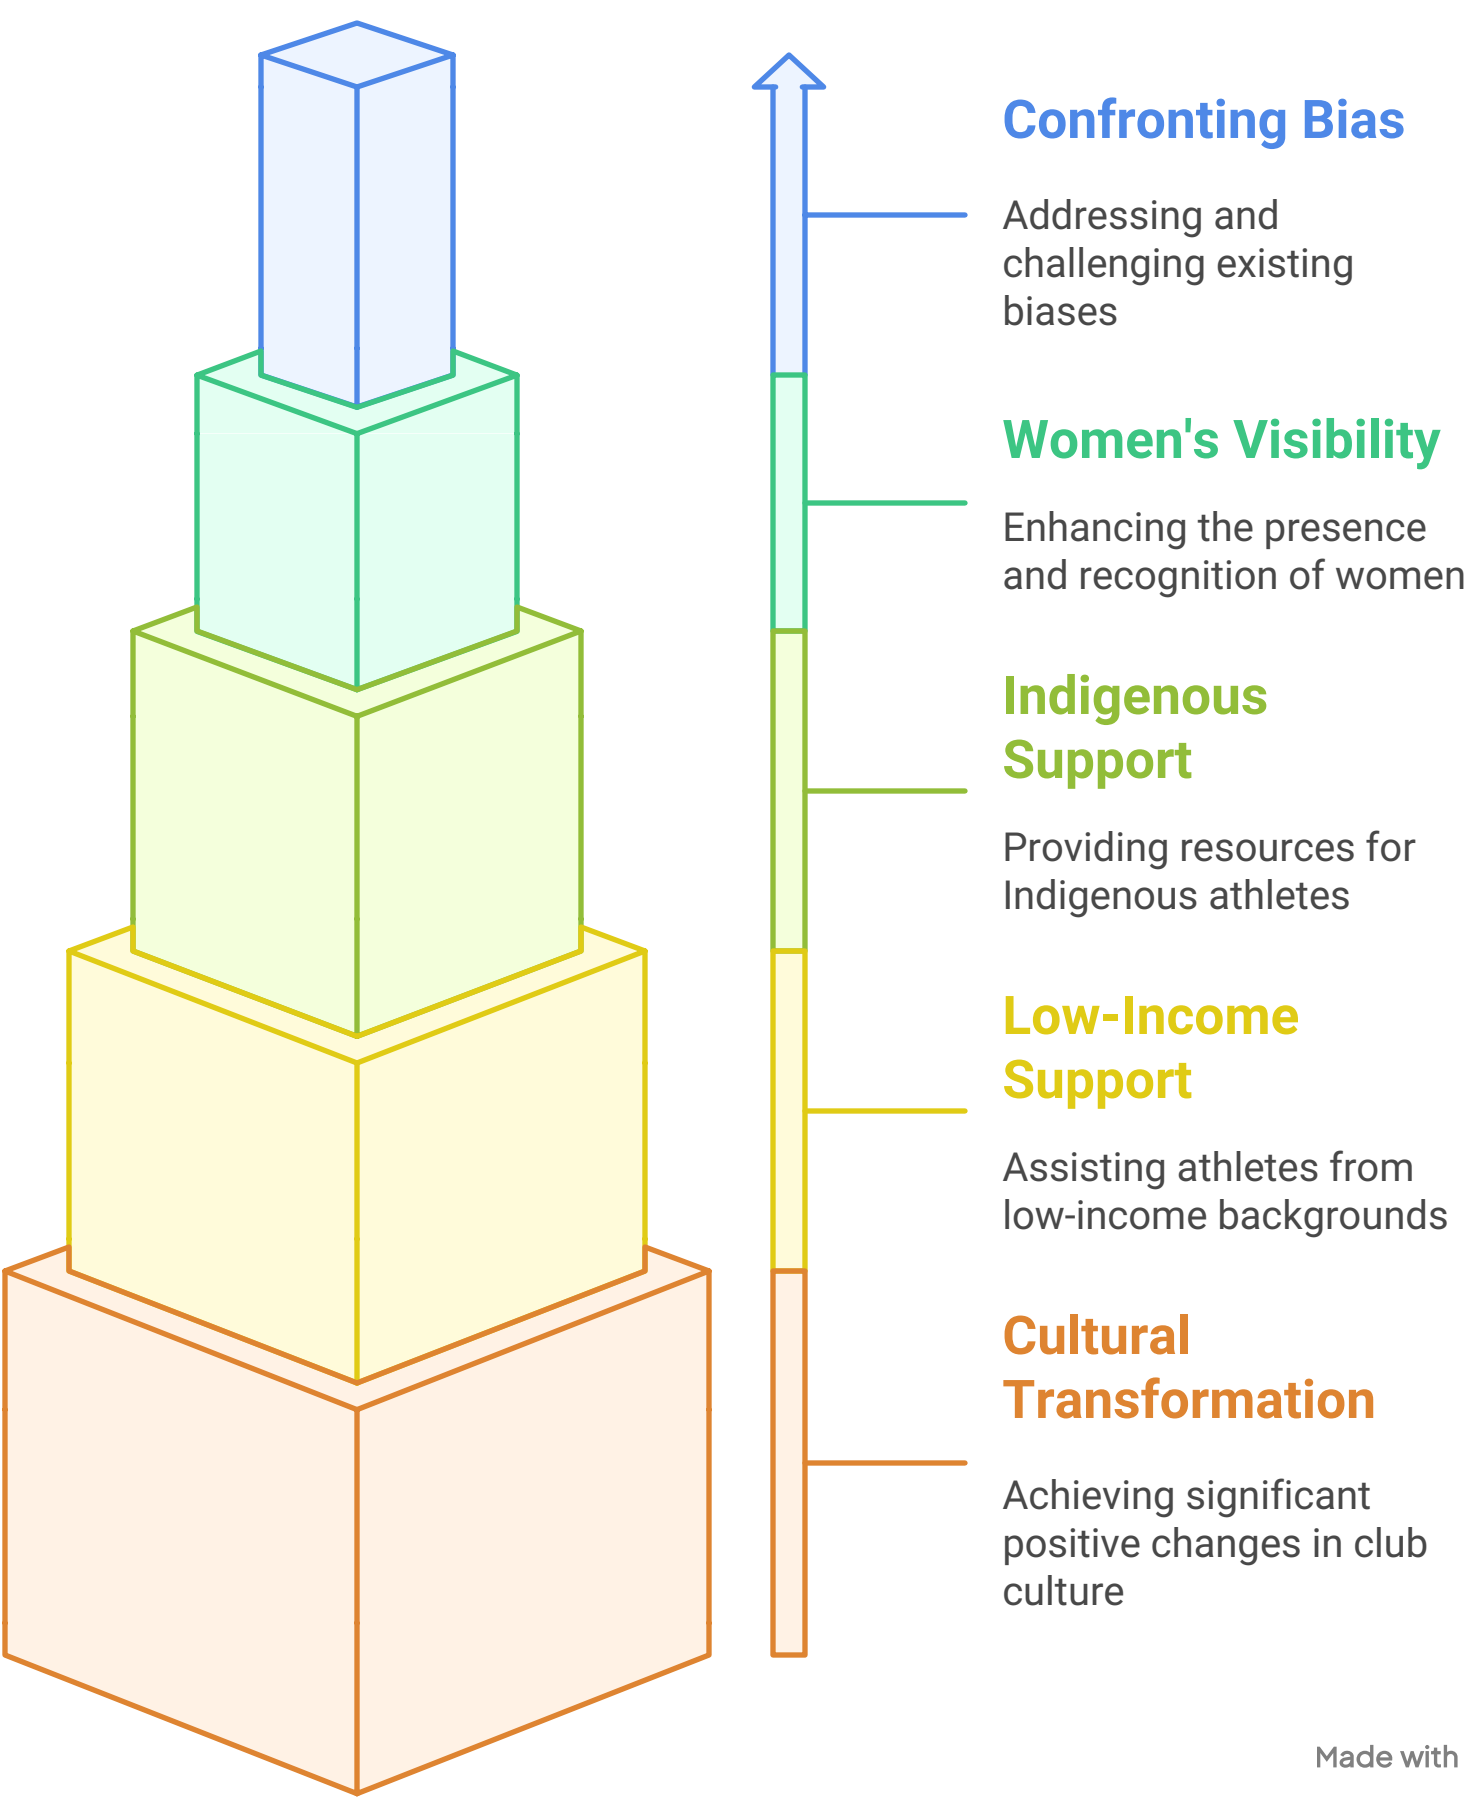 Confronting Bias
Addressing and
challenging existing
biases
Women's Visibility
Enhancing the presence
and recognition of women
Indigenous
Support
Providing resources for
Indigenous athletes
Low-Income
Support
Assisting athletes from
low-income backgrounds
Cultural
Transformation
Achieving significant
positive changes in club
culture
Made with